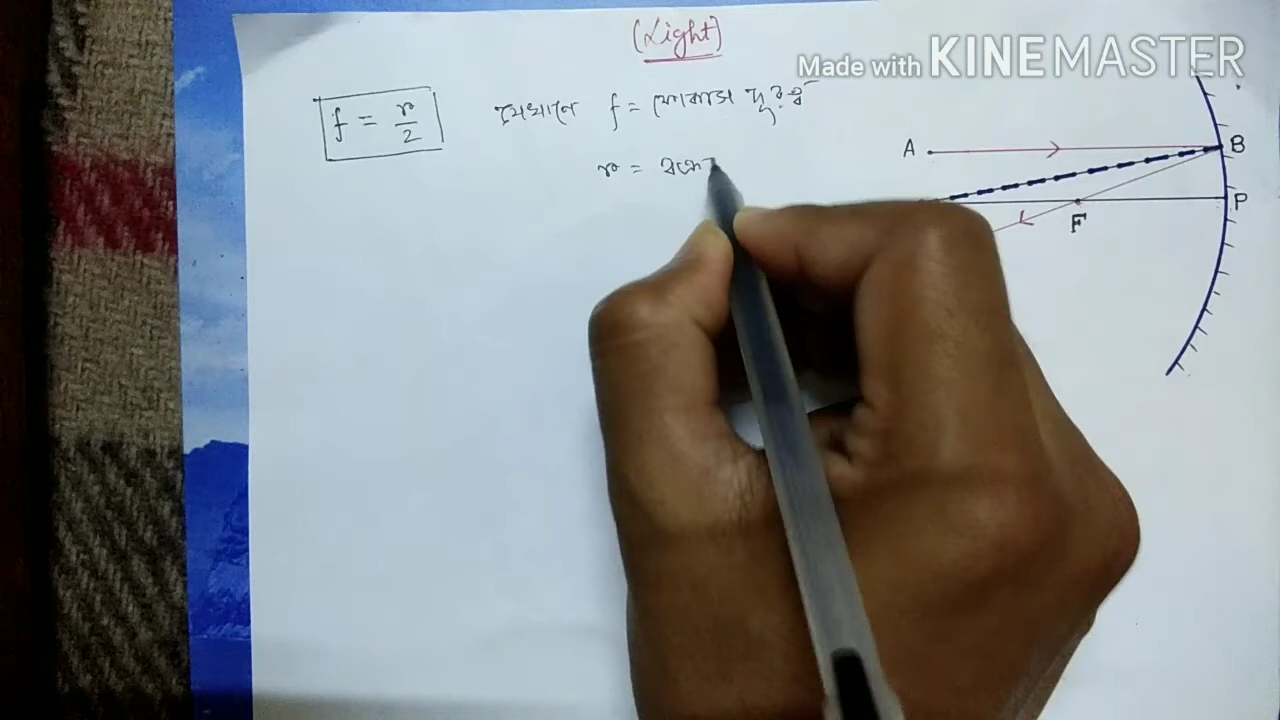 (Light)
Made with KINEMASTER
f = r/2 যেখানে f = ফোকাস দূরত্ব
r = বক্র
A B
P
F